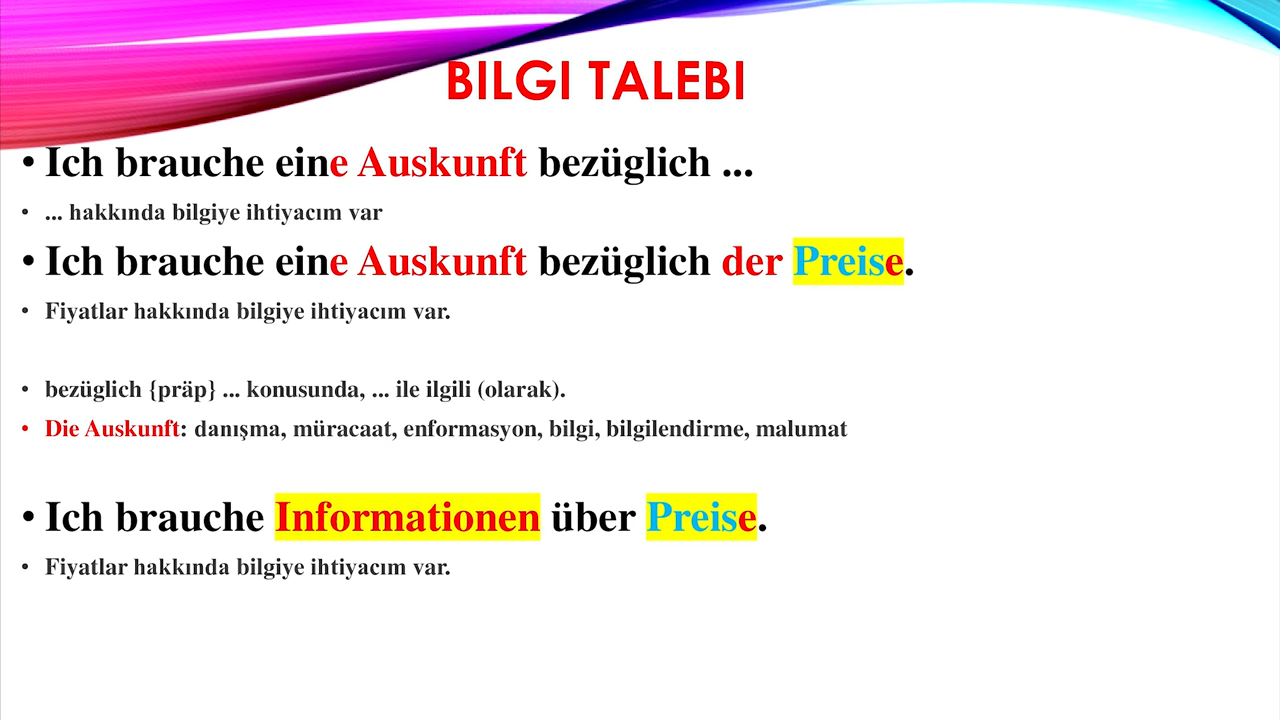 BILGI TALEBI
• Ich brauche eine Auskunft bezüglich ...
• ... hakkında bilgiye ihtiyacım var
• Ich brauche eine Auskunft bezüglich der Preise.
• Fiyatlar hakkında bilgiye ihtiyacım var.
• bezüglich {präp} ... konusunda, ... ile ilgili (olarak).
• Die Auskunft: danışma, müracaat, enformasyon, bilgi, bilgilendirme, malumat
• Ich brauche Informationen über Preise.
• Fiyatlar hakkında bilgiye ihtiyacım var.